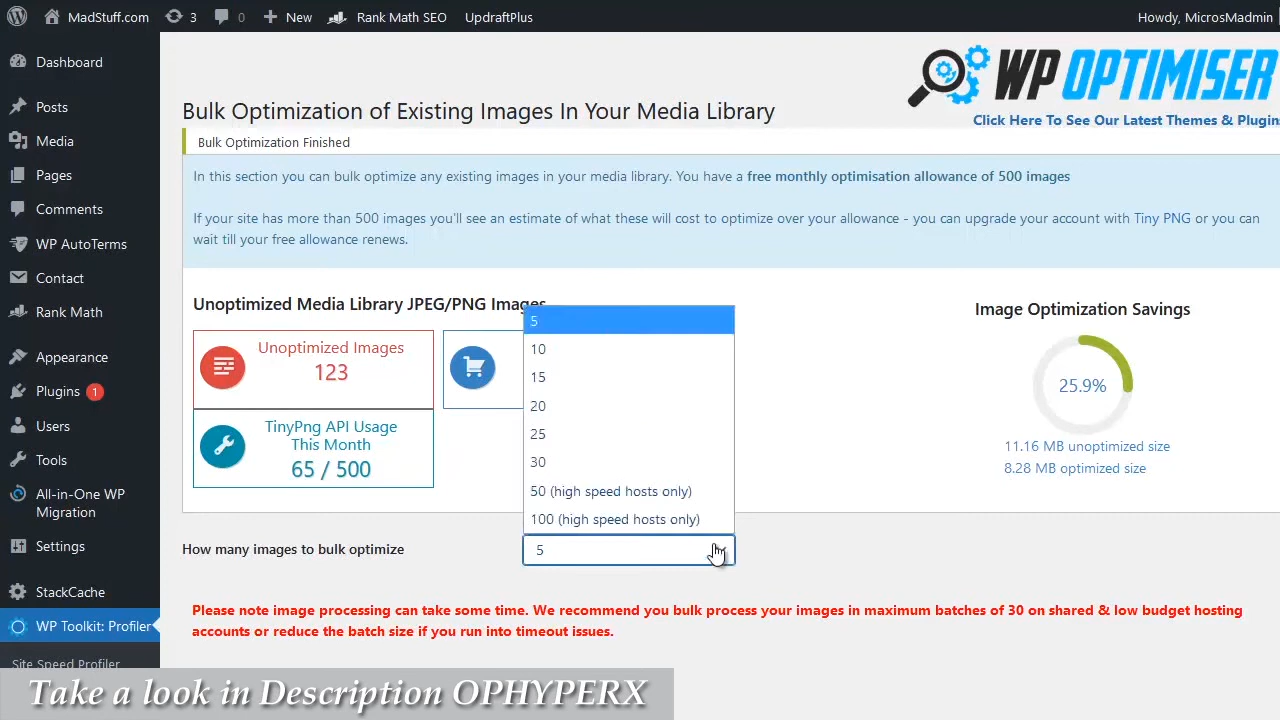 MadStuff.com
3
0
New
Rank Math SEO
UpdraftPlus
Howdy, MicrosMadmin
Dashboard
Posts
Media
Pages
Comments
WP AutoTerms
Contact
Rank Math
Appearance
Plugins 1
Users
Tools
All-in-One WP
Migration
Settings
StackCache
WP Toolkit: Profiler
Site Speed Profiler
WP OPTIMISER
Click Here To See Our Latest Themes & Plugins
Bulk Optimization of Existing Images In Your Media Library
Bulk Optimization Finished
In this section you can bulk optimize any existing images in your media library. You have a free monthly optimisation allowance of 500 images
If your site has more than 500 images you'll see an estimate of what these will cost to optimize over your allowance - you can upgrade your account with Tiny PNG or you can
wait till your free allowance renews.
Unoptimized Media Library JPEG/PNG Images
Unoptimized Images
123
TinyPng API Usage
This Month
65 / 500
5
10
15
20
25
30
50 (high speed hosts only)
100 (high speed hosts only)
Image Optimization Savings
25.9%
11.16 MB unoptimized size
8.28 MB optimized size
How many images to bulk optimize
5
Please note image processing can take some time. We recommend you bulk process your images in maximum batches of 30 on shared & low budget hosting
accounts or reduce the batch size if you run into timeout issues.
Take a look in Description OPHYPERX